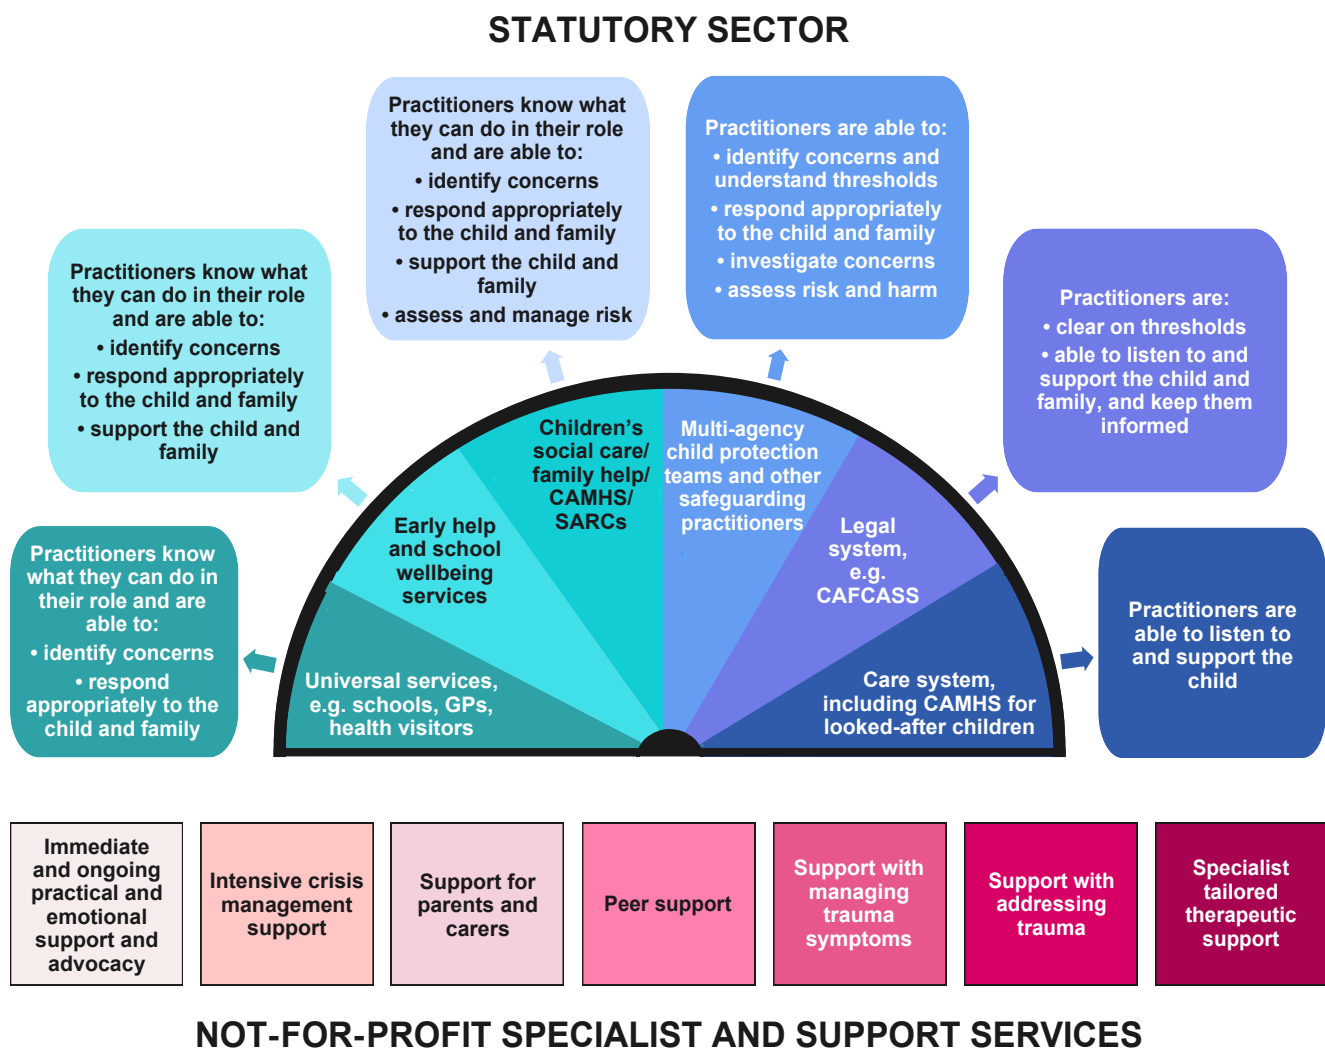 STATUTORY SECTOR
Practitioners know what
they can do in their role
and are able to:
• identify concerns
• respond appropriately
to the child and family
• support the child and
family
• assess and manage risk
Practitioners are able to:
• identify concerns and
understand thresholds
• respond appropriately
to the child and family
• investigate concerns
• assess risk and harm
Practitioners know what
they can do in their role
and are able to:
• identify concerns
• respond appropriately
to the child and family
• support the child and
family
Practitioners are:
• clear on thresholds
• able to listen to and
support the child and
family, and keep them
informed
Practitioners know
what they can do in
their role and are
able to:
• identify concerns
• respond
appropriately to the
child and family
Practitioners are
able to listen to
and support the
child
Universal services,
e.g. schools, GPs,
health visitors
Early help
and school
wellbeing
services
Children’s
social care/
family help/
CAMHS/
SARCs
Multi-agency
child protection
teams and other
safeguarding
practitioners
Legal
system,
e.g.
CAFCASS
Care system,
including CAMHS for
looked-after children
Immediate
and ongoing
practical and
emotional
support and
advocacy
Intensive crisis
management
support
Support for
parents and
carers
Peer support
Support with
managing
trauma
symptoms
Support with
addressing
trauma
Specialist
tailored
therapeutic
support
NOT-FOR-PROFIT SPECIALIST AND SUPPORT SERVICES